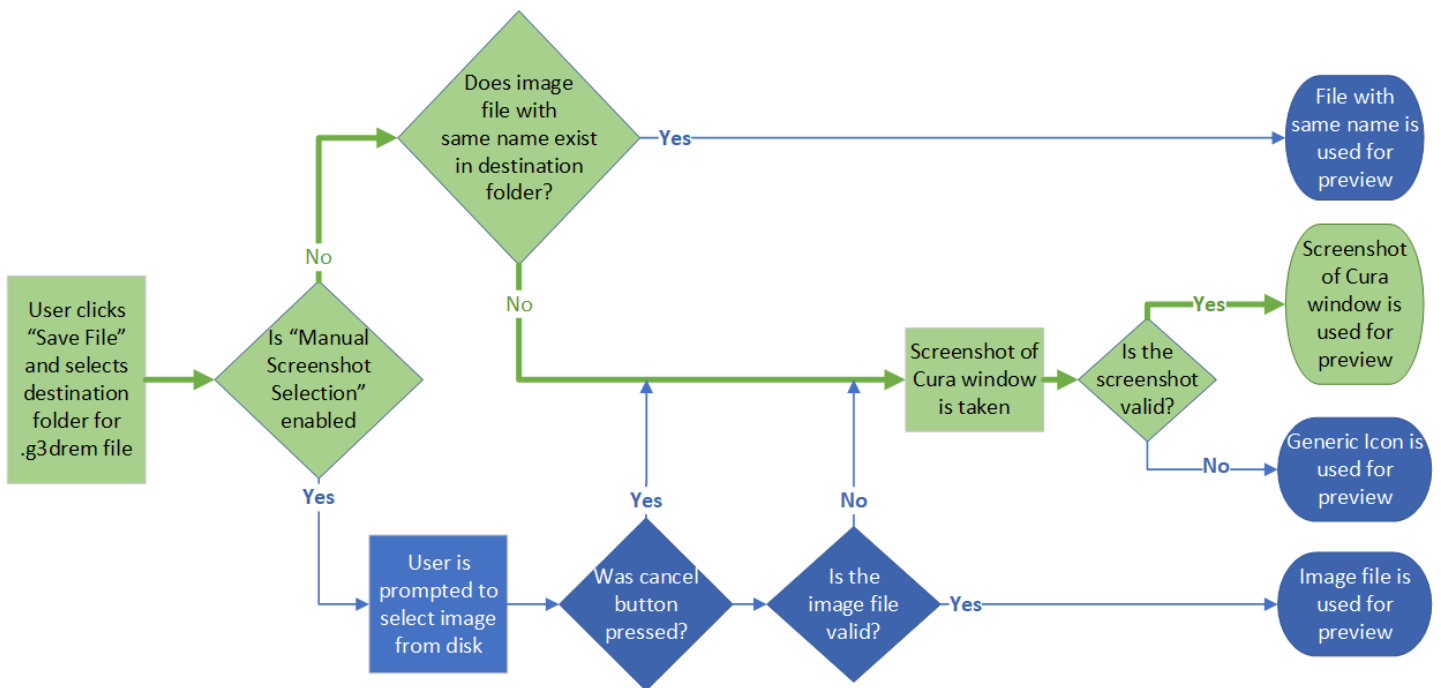 Does image
file with
same name exist
in destination
folder?
Yes
File with
same name is
used for
preview
No
No
User clicks
“Save File”
and selects
destination
folder for
.g3drem file
Is “Manual
Screenshot
Selection”
enabled
Screenshot of
Cura window
is taken
Is the
screenshot
valid?
Yes
Screenshot
of Cura
window is
used for
preview
No
Generic Icon is
used for
preview
Yes
User is
prompted to
select image
from disk
Was cancel
button
pressed?
Yes
Is the
image file
valid?
No
Yes
Image file is
used for
preview